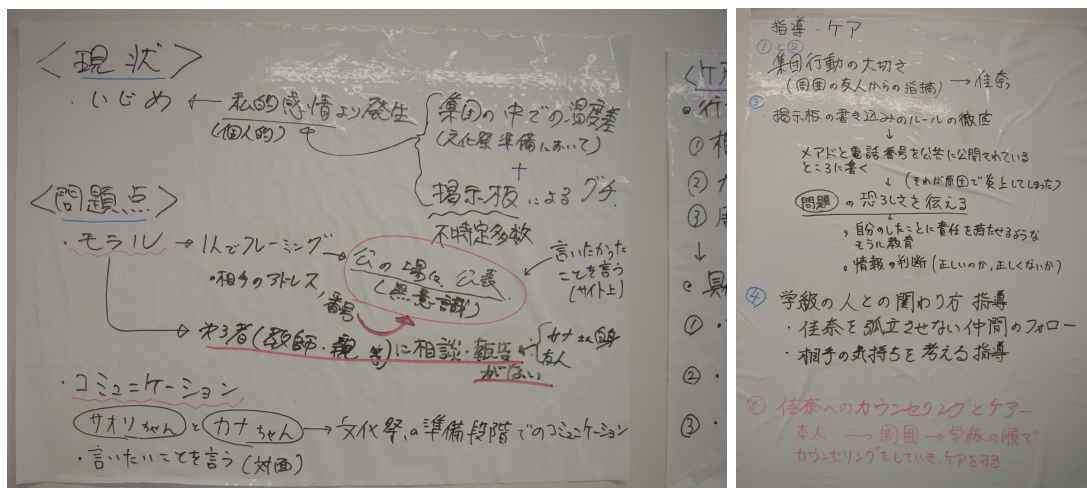 <現状>
・いじめ ← 私的感情より発生
(個人的)
集団の中での温度差
(文化祭準備において)
+
掲示板によるグチ
不特定多数
<問題点>
・モラル → 1人でフレーミング
・相手のアドレス、番号
公の場に公表
(無意識)
言いたかった
ことを言う
(サイト上)
→ 第3者(教師・親等)に相談・報告
がない
カナさん自身
友人
・コミュニケーション
サオリちゃん と カナちゃん → 文化祭の準備段階でのコミュニケーション
・言いたいことを言う(対面)
<ケア
・行
①
②
③
↓
・具
①・
②・
③・
指導・ケア
①と②
集団行動の大切さ
(周囲の友人からの指摘) → 佳奈
③
掲示板の書き込みのルールの徹底
↓
メアドと電話番号を公共に公開されている
ところに書く
↓ (それが原因で炎上してしまった)
問題の恐ろしさを伝える
↓
・自分のしたことに責任を持たせるような
モラル教育
・情報の判断(正しいのか,正しくないか)
④ 学級の人との関わり方 指導
・佳奈を孤立させない仲間のフォロー
・相手の気持ちを考える指導
⑤ 佳奈へのカウンセリングとケアー
本人 → 周囲 → 学級の順で
カウンセリングをしていき、ケアをする。